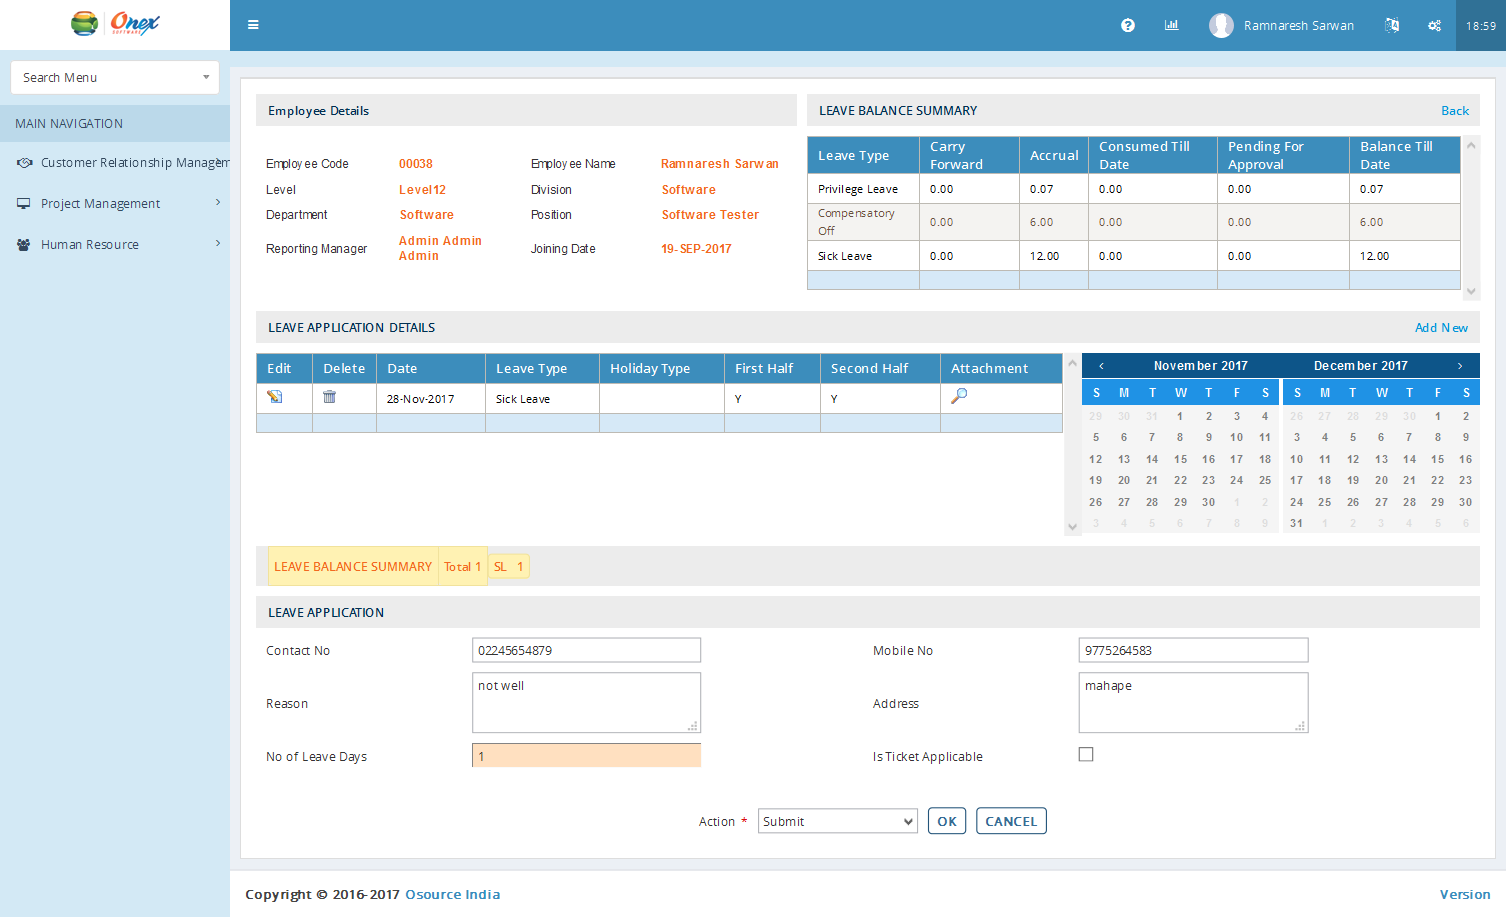 Onex
SOFTWARE
Ramnaresh Sarwan
18:59
Search Menu
MAIN NAVIGATION
Customer Relationship Managem
Project Management
Human Resource
Employee Details
Employee Code 00038 Employee Name Ramnaresh Sarwan
Level Level12 Division Software
Department Software Position Software Tester
Reporting Manager Admin Admin Admin Joining Date 19-SEP-2017
LEAVE BALANCE SUMMARY Back
Leave Type Carry Forward Accrual Consumed Till Date Pending For Approval Balance Till Date
Privilege Leave 0.00 0.07 0.00 0.00 0.07
Compensatory Off 0.00 6.00 0.00 0.00 6.00
Sick Leave 0.00 12.00 0.00 0.00 12.00
LEAVE APPLICATION DETAILS Add New
Edit Delete Date Leave Type Holiday Type First Half Second Half Attachment
28-Nov-2017 Sick Leave Y Y
November 2017
S M T W T F S
29 30 31 1 2 3 4
5 6 7 8 9 10 11
12 13 14 15 16 17 18
19 20 21 22 23 24 25
26 27 28 29 30 1 2
3 4 5 6 7 8 9
December 2017
S M T W T F S
26 27 28 29 30 1 2
3 4 5 6 7 8 9
10 11 12 13 14 15 16
17 18 19 20 21 22 23
24 25 26 27 28 29 30
31 1 2 3 4 5 6
LEAVE BALANCE SUMMARY Total 1 SL 1
LEAVE APPLICATION
Contact No 02245654879 Mobile No 9775264583
Reason not well Address mahape
No of Leave Days 1 Is Ticket Applicable
Action * Submit OK CANCEL
Copyright © 2016-2017 Osource India Version